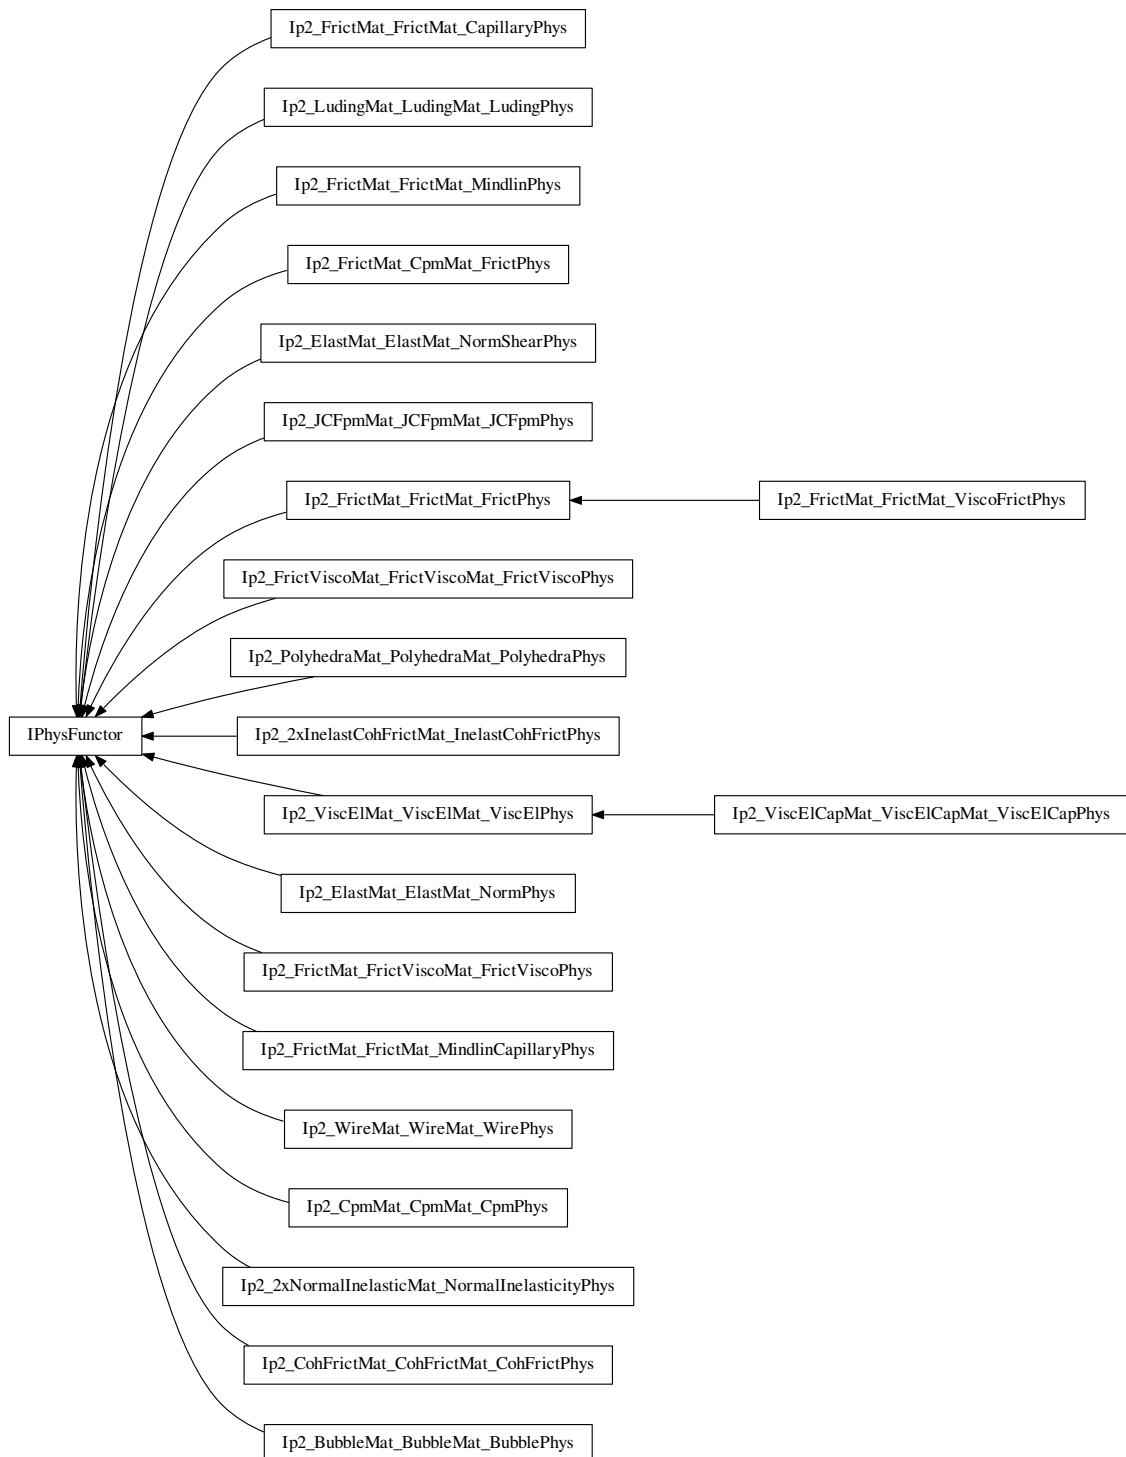 Ip2_FrictMat_FrictMat_CapillaryPhys
Ip2_LudingMat_LudingMat_LudingPhys
Ip2_FrictMat_FrictMat_MindlinPhys
Ip2_FrictMat_CpmMat_FrictPhys
Ip2_ElastMat_ElastMat_NormShearPhys
Ip2_JCFpmMat_JCFpmMat_JCFpmPhys
Ip2_FrictMat_FrictMat_FrictPhys
Ip2_FrictMat_FrictMat_ViscoFrictPhys
Ip2_FrictViscoMat_FrictViscoMat_FrictViscoPhys
Ip2_PolyhedraMat_PolyhedraMat_PolyhedraPhys
IPhysFunctor
Ip2_2xInelastCohFrictMat_InelastCohFrictPhys
Ip2_ViscElMat_ViscElMat_ViscElPhys
Ip2_ViscElCapMat_ViscElCapMat_ViscElCapPhys
Ip2_ElastMat_ElastMat_NormPhys
Ip2_FrictMat_FrictViscoMat_FrictViscoPhys
Ip2_FrictMat_FrictMat_MindlinCapillaryPhys
Ip2_WireMat_WireMat_WirePhys
Ip2_CpmMat_CpmMat_CpmPhys
Ip2_2xNormalInelasticMat_NormalInelasticityPhys
Ip2_CohFrictMat_CohFrictMat_CohFrictPhys
Ip2_BubbleMat_BubbleMat_BubblePhys